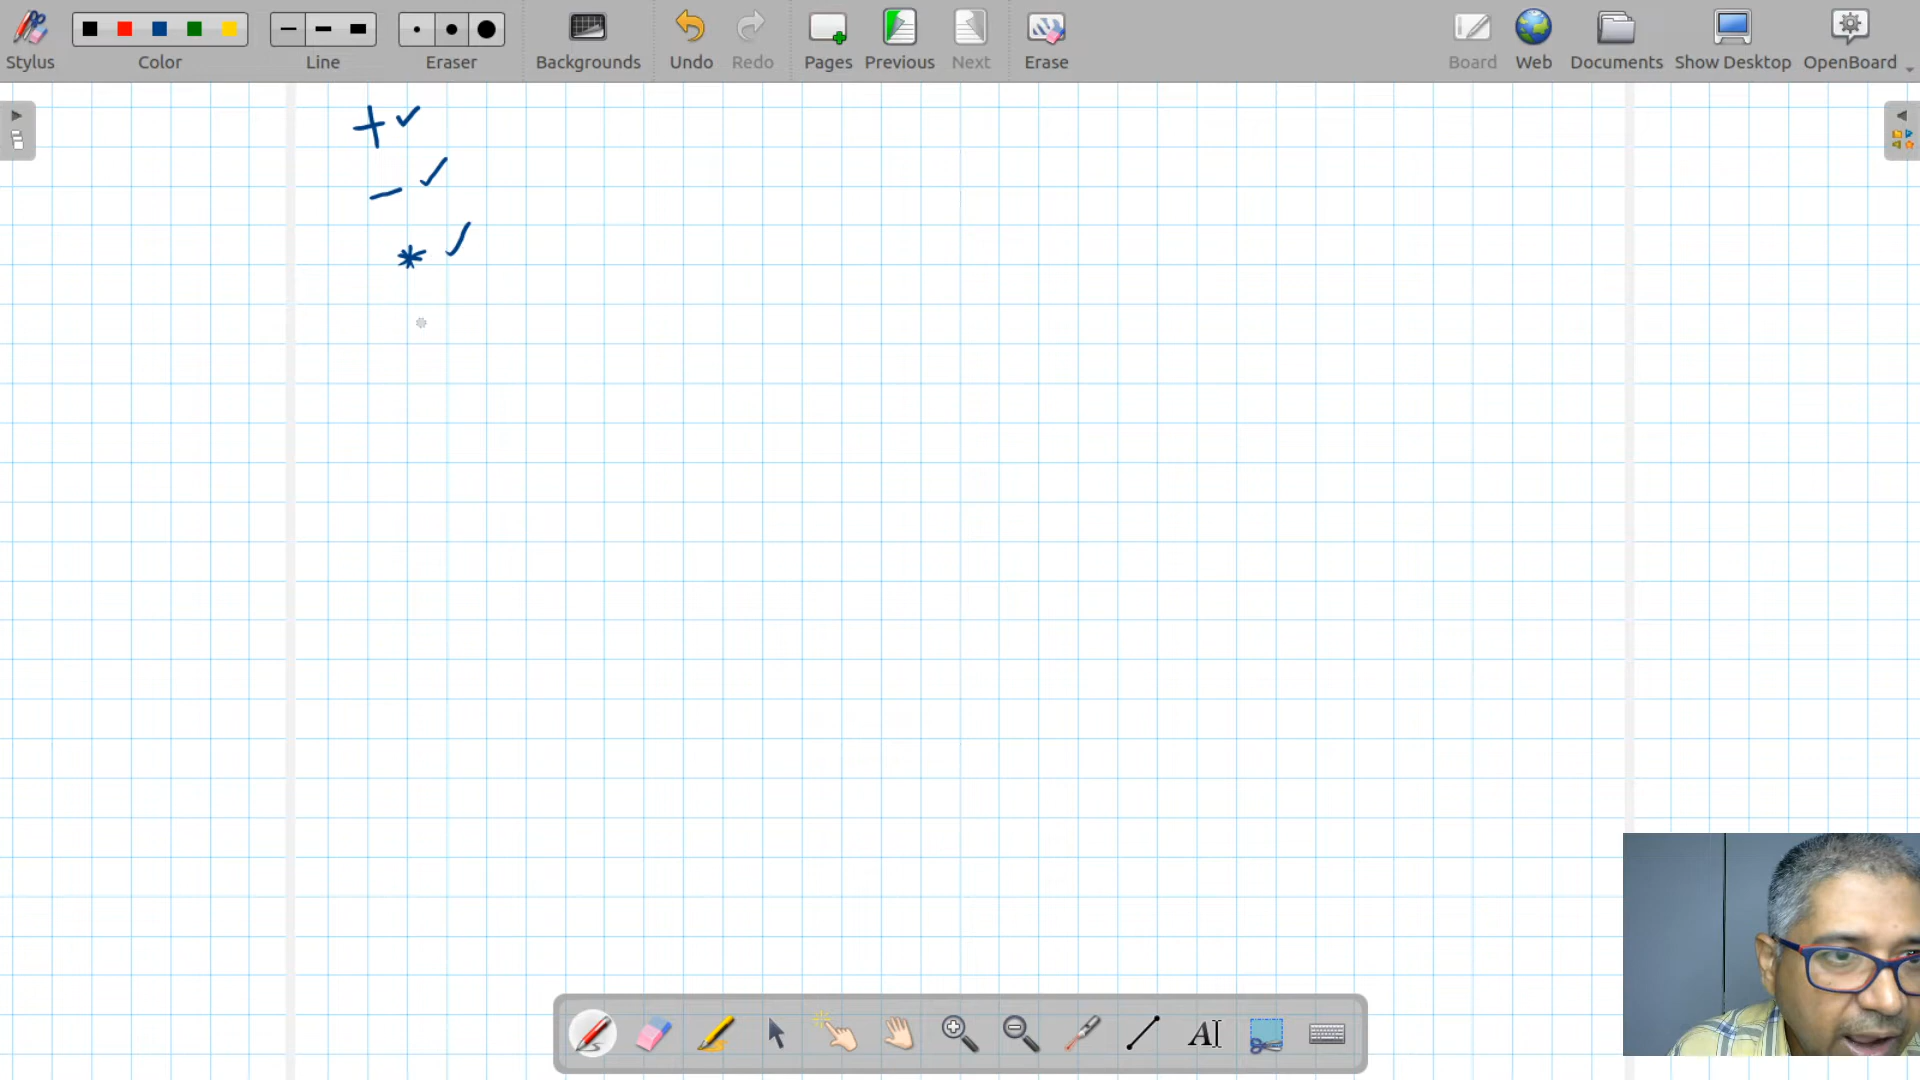 Stylus Color Line Eraser Backgrounds Undo Redo Pages Previous Next Erase Board Web Documents Show Desktop OpenBoard
+ ✓
- ✓
* ✓
A